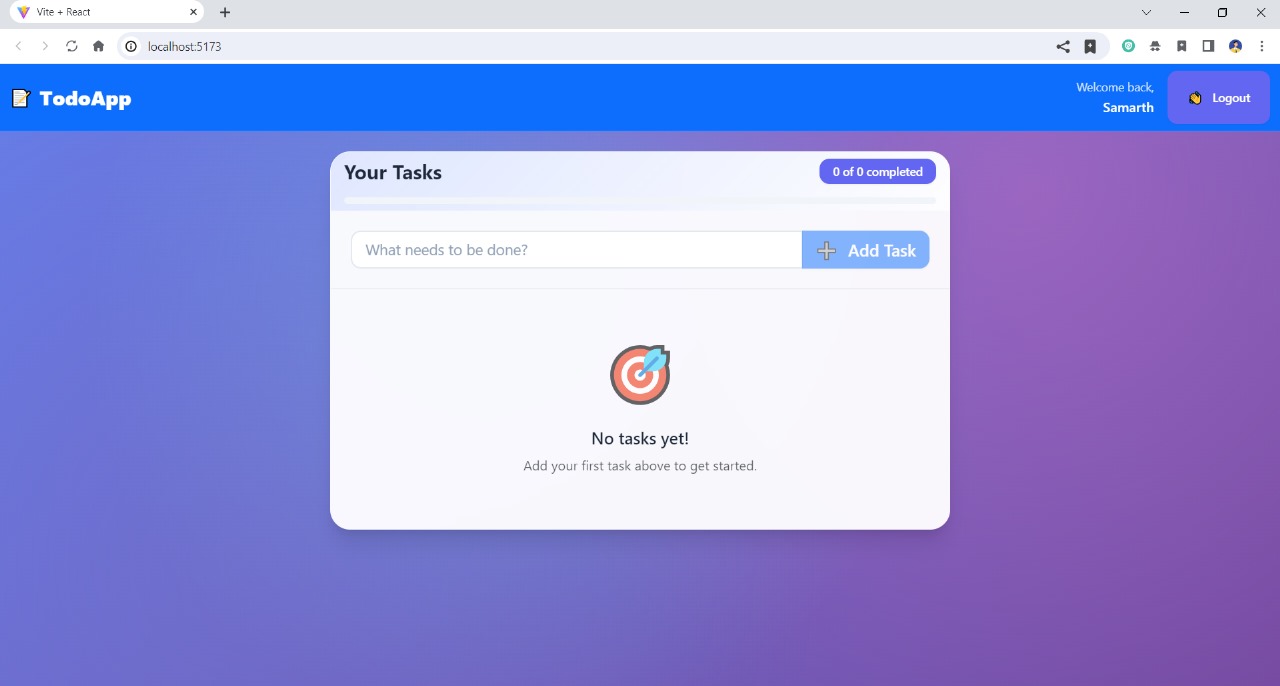 Vite + React
localhost:5173
TodoApp
Welcome back,
Samarth
Logout
Your Tasks
0 of 0 completed
What needs to be done?
Add Task
No tasks yet!
Add your first task above to get started.